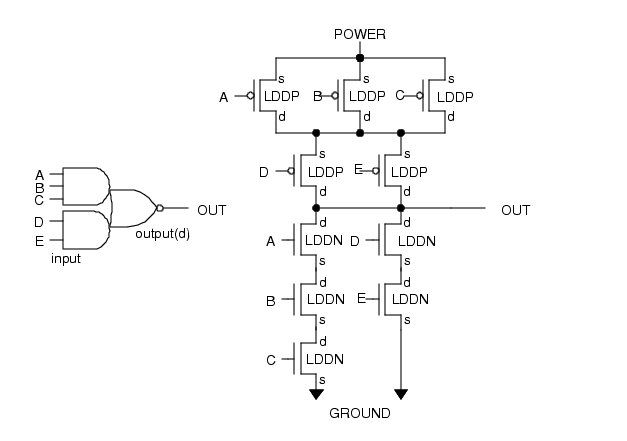 POWER
s s s
A LDDP B LDDP C LDDP
d d d
s s
D LDDP E LDDP
d d
A
B
C
D
E
input
output(d)
OUT
OUT
d d
A LDDN D LDDN
s s
d d
B LDDN E LDDN
s s
d
C LDDN
s
GROUND